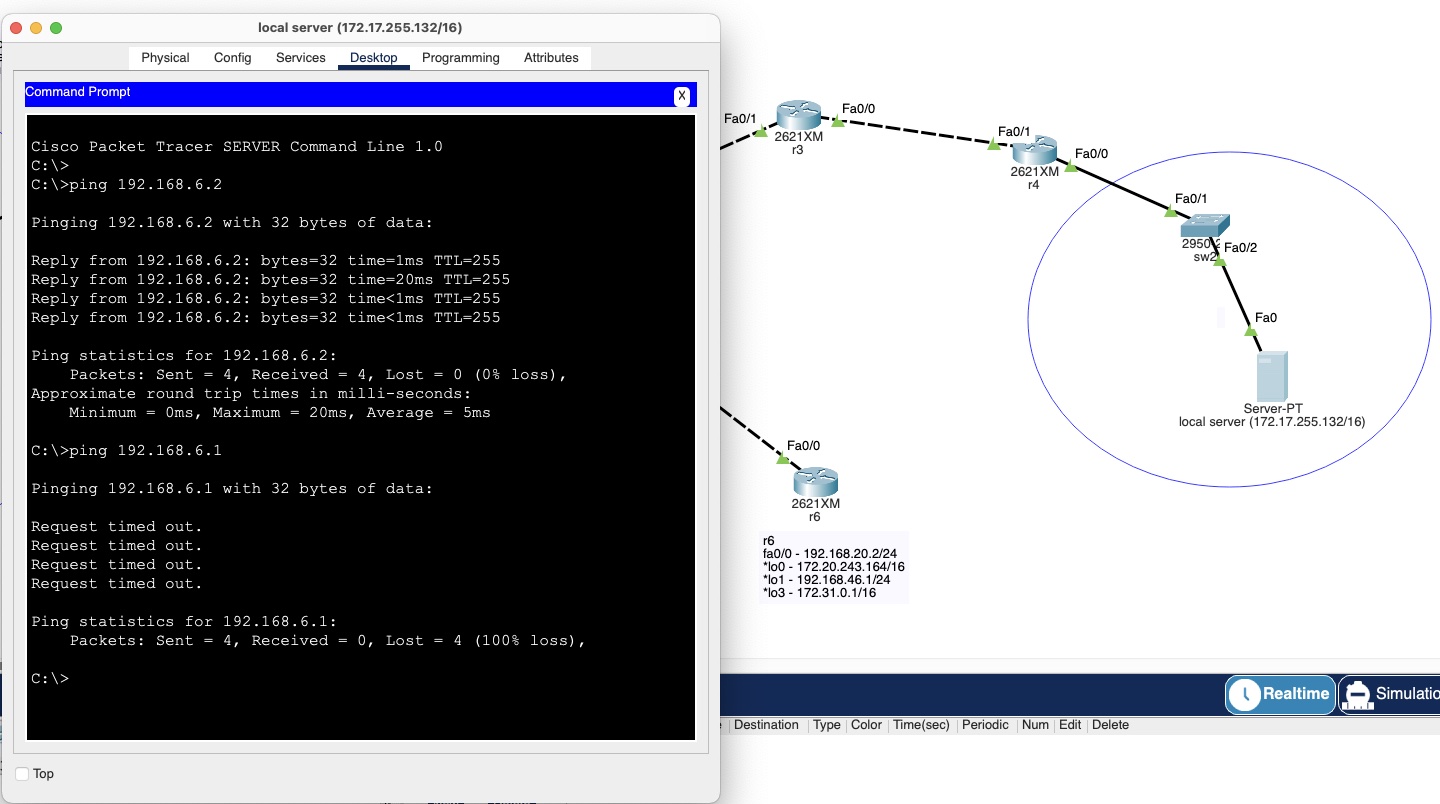 local server (172.17.255.132/16)
Physical Config Services Desktop Programming Attributes
Command Prompt
X
Cisco Packet Tracer SERVER Command Line 1.0
C:\>
C:\>ping 192.168.6.2
Pinging 192.168.6.2 with 32 bytes of data:
Reply from 192.168.6.2: bytes=32 time=1ms TTL=255
Reply from 192.168.6.2: bytes=32 time=20ms TTL=255
Reply from 192.168.6.2: bytes=32 time<1ms TTL=255
Reply from 192.168.6.2: bytes=32 time<1ms TTL=255
Ping statistics for 192.168.6.2:
Packets: Sent = 4, Received = 4, Lost = 0 (0% loss),
Approximate round trip times in milli-seconds:
Minimum = 0ms, Maximum = 20ms, Average = 5ms
C:\>ping 192.168.6.1
Pinging 192.168.6.1 with 32 bytes of data:
Request timed out.
Request timed out.
Request timed out.
Request timed out.
Ping statistics for 192.168.6.1:
Packets: Sent = 4, Received = 0, Lost = 4 (100% loss),
C:\>
Top
Fa0/1
Fa0/0
2621XM
r3
Fa0/1
Fa0/0
2621XM
r4
Fa0/1
2950
sw2
Fa0/2
Fa0
Server-PT
local server (172.17.255.132/16)
Fa0/0
2621XM
r6
r6
fa0/0 - 192.168.20.2/24
*lo0 - 172.20.243.164/16
*lo1 - 192.168.46.1/24
*lo3 - 172.31.0.1/16
Realtime Simulatio
Destination Type Color Time(sec) Periodic Num Edit Delete